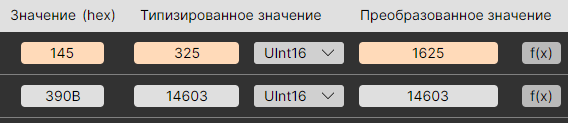 Значение (hex) Типизированное значение Преобразованное значение
145 325 UInt16 1625 f(x)
390B 14603 UInt16 14603 f(x)